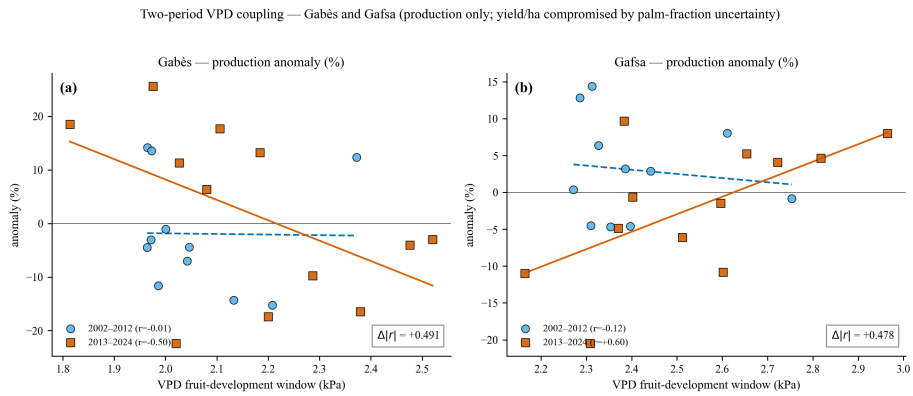 Two-period VPD coupling — Gabès and Gafsa (production only; yield/ha compromised by palm-fraction uncertainty)
Gabès — production anomaly (%)
(a)
20
10
0
−10
−20
anomaly (%)
2002–2012 (r=-0.01)
2013–2024 (r=-0.50)
Δ|r| = +0.491
1.8 1.9 2.0 2.1 2.2 2.3 2.4 2.5
VPD fruit-development window (kPa)
Gafsa — production anomaly (%)
(b)
15
10
5
0
−5
−10
−15
−20
anomaly (%)
2002–2012 (r=-0.12)
2013–2024 (r=+0.60)
Δ|r| = +0.478
2.2 2.3 2.4 2.5 2.6 2.7 2.8 2.9 3.0
VPD fruit-development window (kPa)